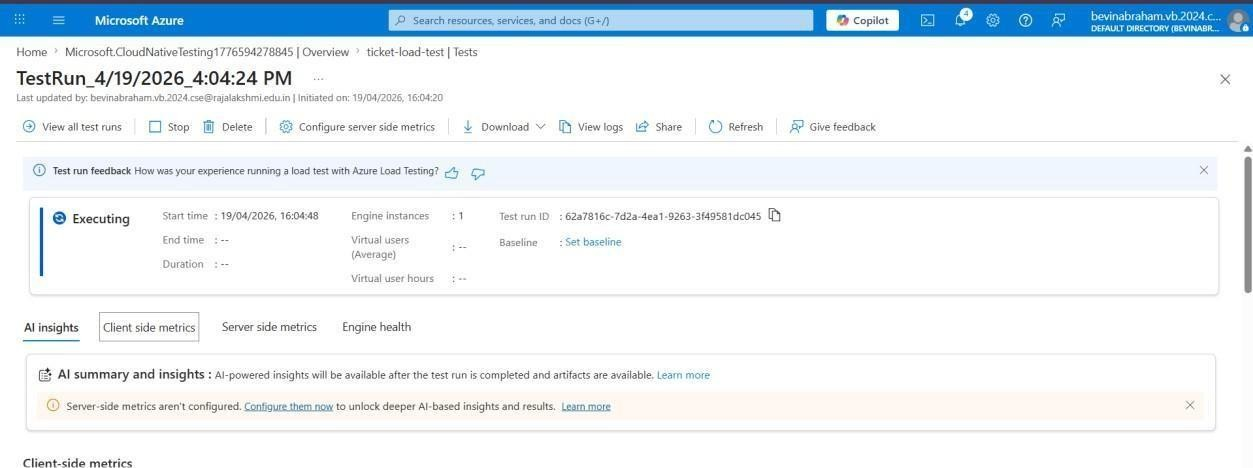 Microsoft Azure
Search resources, services, and docs (G+/)
Copilot
4
bevinabraham.vb.2024.c...
DEFAULT DIRECTORY (BEVINABR...
Home > Microsoft.CloudNativeTesting1776594278845 | Overview > ticket-load-test | Tests
TestRun_4/19/2026_4:04:24 PM ...
Last updated by: bevinabraham.vb.2024.cse@rajalakshmi.edu.in | Initiated on: 19/04/2026, 16:04:20
View all test runs Stop Delete Configure server side metrics Download View logs Share Refresh Give feedback
Test run feedback How was your experience running a load test with Azure Load Testing?
Executing
Start time : 19/04/2026, 16:04:48
End time : --
Duration : --
Engine instances : 1
Virtual users (Average) : --
Virtual user hours : --
Test run ID : 62a7816c-7d2a-4ea1-9263-3f49581dc045
Baseline : Set baseline
AI insights Client side metrics Server side metrics Engine health
AI summary and insights : AI-powered insights will be available after the test run is completed and artifacts are available. Learn more
Server-side metrics aren't configured. Configure them now to unlock deeper AI-based insights and results. Learn more
Client-side metrics